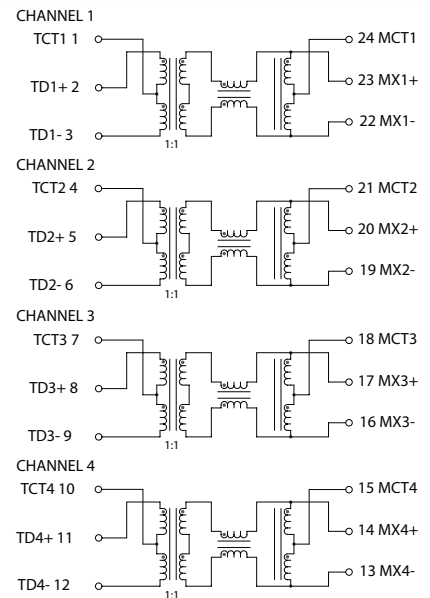 CHANNEL 1
TCT1 1
24 MCT1
TD1+ 2
23 MX1+
TD1- 3
22 MX1-
1:1
CHANNEL 2
TCT2 4
21 MCT2
TD2+ 5
20 MX2+
TD2- 6
19 MX2-
1:1
CHANNEL 3
TCT3 7
18 MCT3
TD3+ 8
17 MX3+
TD3- 9
16 MX3-
1:1
CHANNEL 4
TCT4 10
15 MCT4
TD4+ 11
14 MX4+
TD4- 12
13 MX4-
1:1